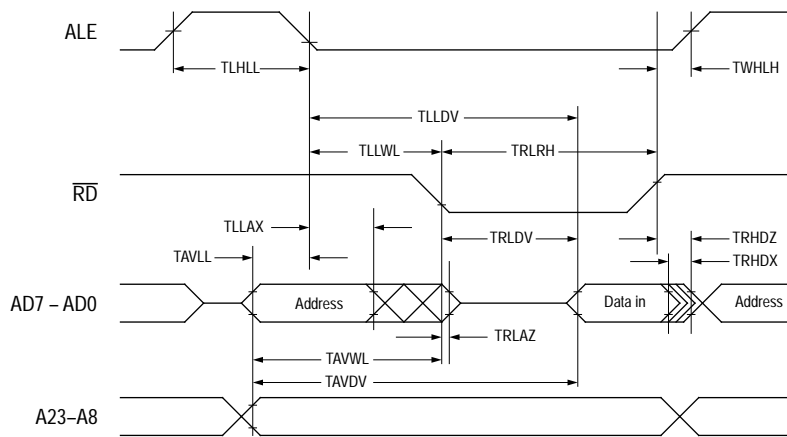 ALE
TLHLL
TWHLH
TLLDV
TLLWL
TRLRH
RD
TLLAX
TRLDV
TRHDZ
TAVLL
TRHDX
AD7 – AD0
Address
Data in
Address
TRLAZ
TAVWL
TAVDV
A23–A8